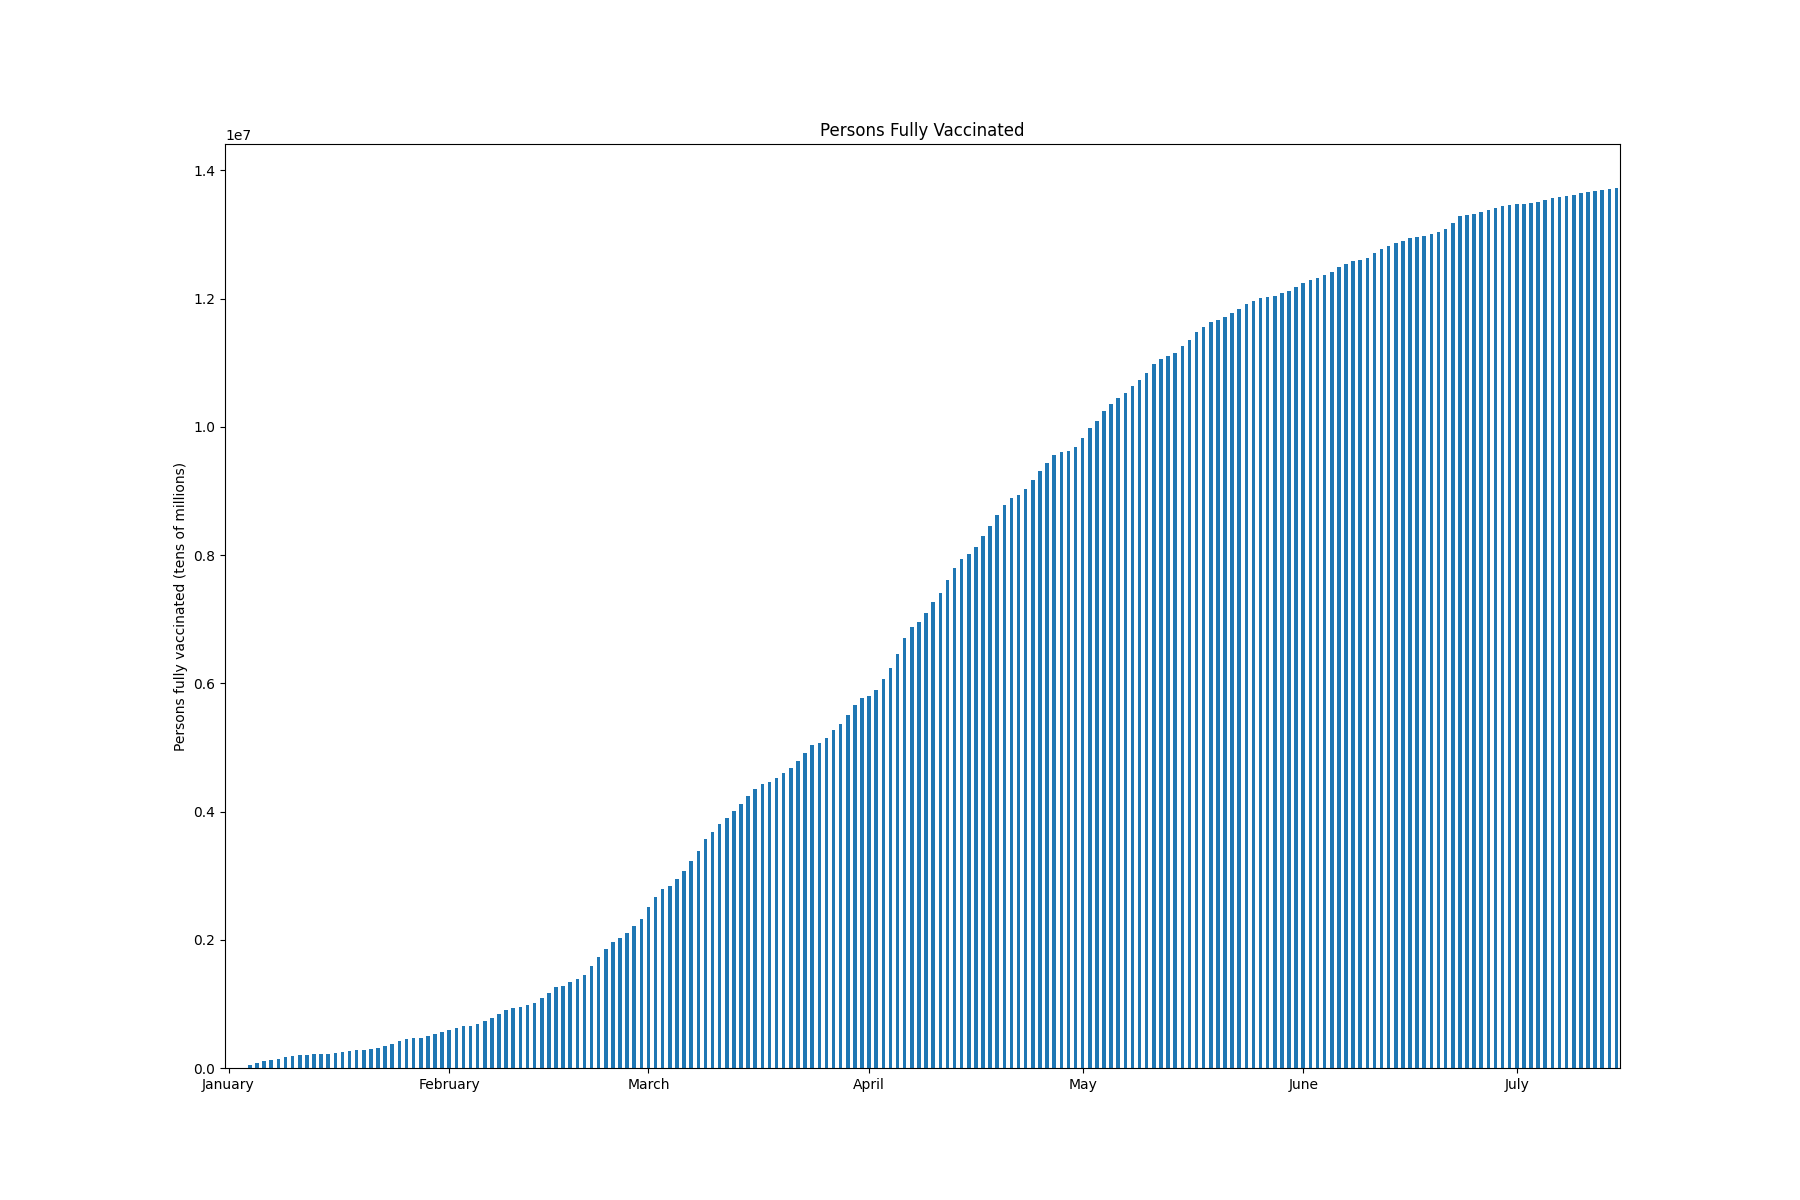 Persons Fully Vaccinated
1e7
1.4
1.2
1.0
0.8
0.6
0.4
0.2
0.0
Persons fully vaccinated (tens of millions)
January February March April May June July